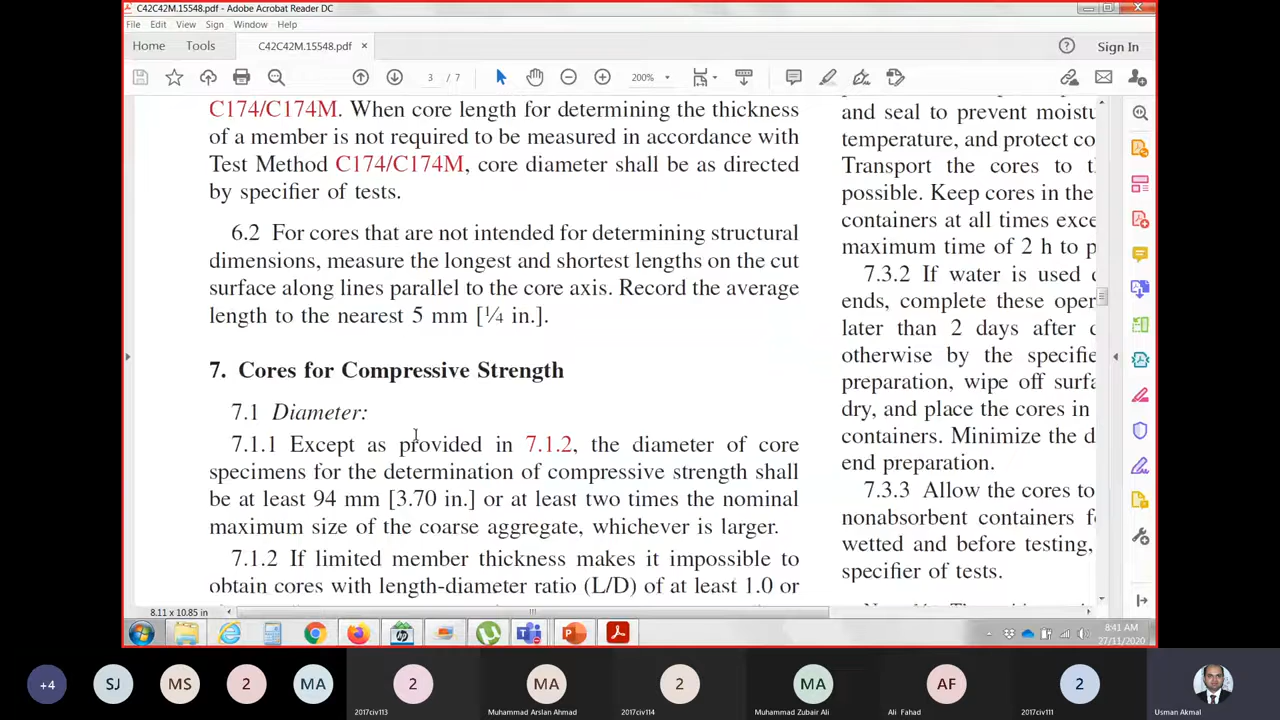 C42C42M.15548.pdf - Adobe Acrobat Reader DC
File Edit View Sign Window Help
Home Tools C42C42M.15548.pdf × Sign In
3 / 7 200%
C174/C174M. When core length for determining the thickness
of a member is not required to be measured in accordance with
Test Method C174/C174M, core diameter shall be as directed
by specifier of tests.
6.2 For cores that are not intended for determining structural
dimensions, measure the longest and shortest lengths on the cut
surface along lines parallel to the core axis. Record the average
length to the nearest 5 mm [¼ in.].
7. Cores for Compressive Strength
7.1 Diameter:
7.1.1 Except as provided in 7.1.2, the diameter of core
specimens for the determination of compressive strength shall
be at least 94 mm [3.70 in.] or at least two times the nominal
maximum size of the coarse aggregate, whichever is larger.
7.1.2 If limited member thickness makes it impossible to
obtain cores with length-diameter ratio (L/D) of at least 1.0 or
and seal to prevent moistu
temperature, and protect co
Transport the cores to t
possible. Keep cores in the
containers at all times exce
maximum time of 2 h to p
7.3.2 If water is used
ends, complete these oper
later than 2 days after
otherwise by the specifie
preparation, wipe off surfa
dry, and place the cores in
containers. Minimize the d
end preparation.
7.3.3 Allow the cores to
nonabsorbent containers f
wetted and before testing,
specifier of tests.
8.11 x 10.85 in
8:41 AM
27/11/2020
+4 SJ MS 2 MA 2 MA 2 MA AF 2
2017civ113 Muhammad Arslan Ahmad 2017civ114 Muhammad Zubair Ali Ali Fahad 2017civ111 Usman Akmal